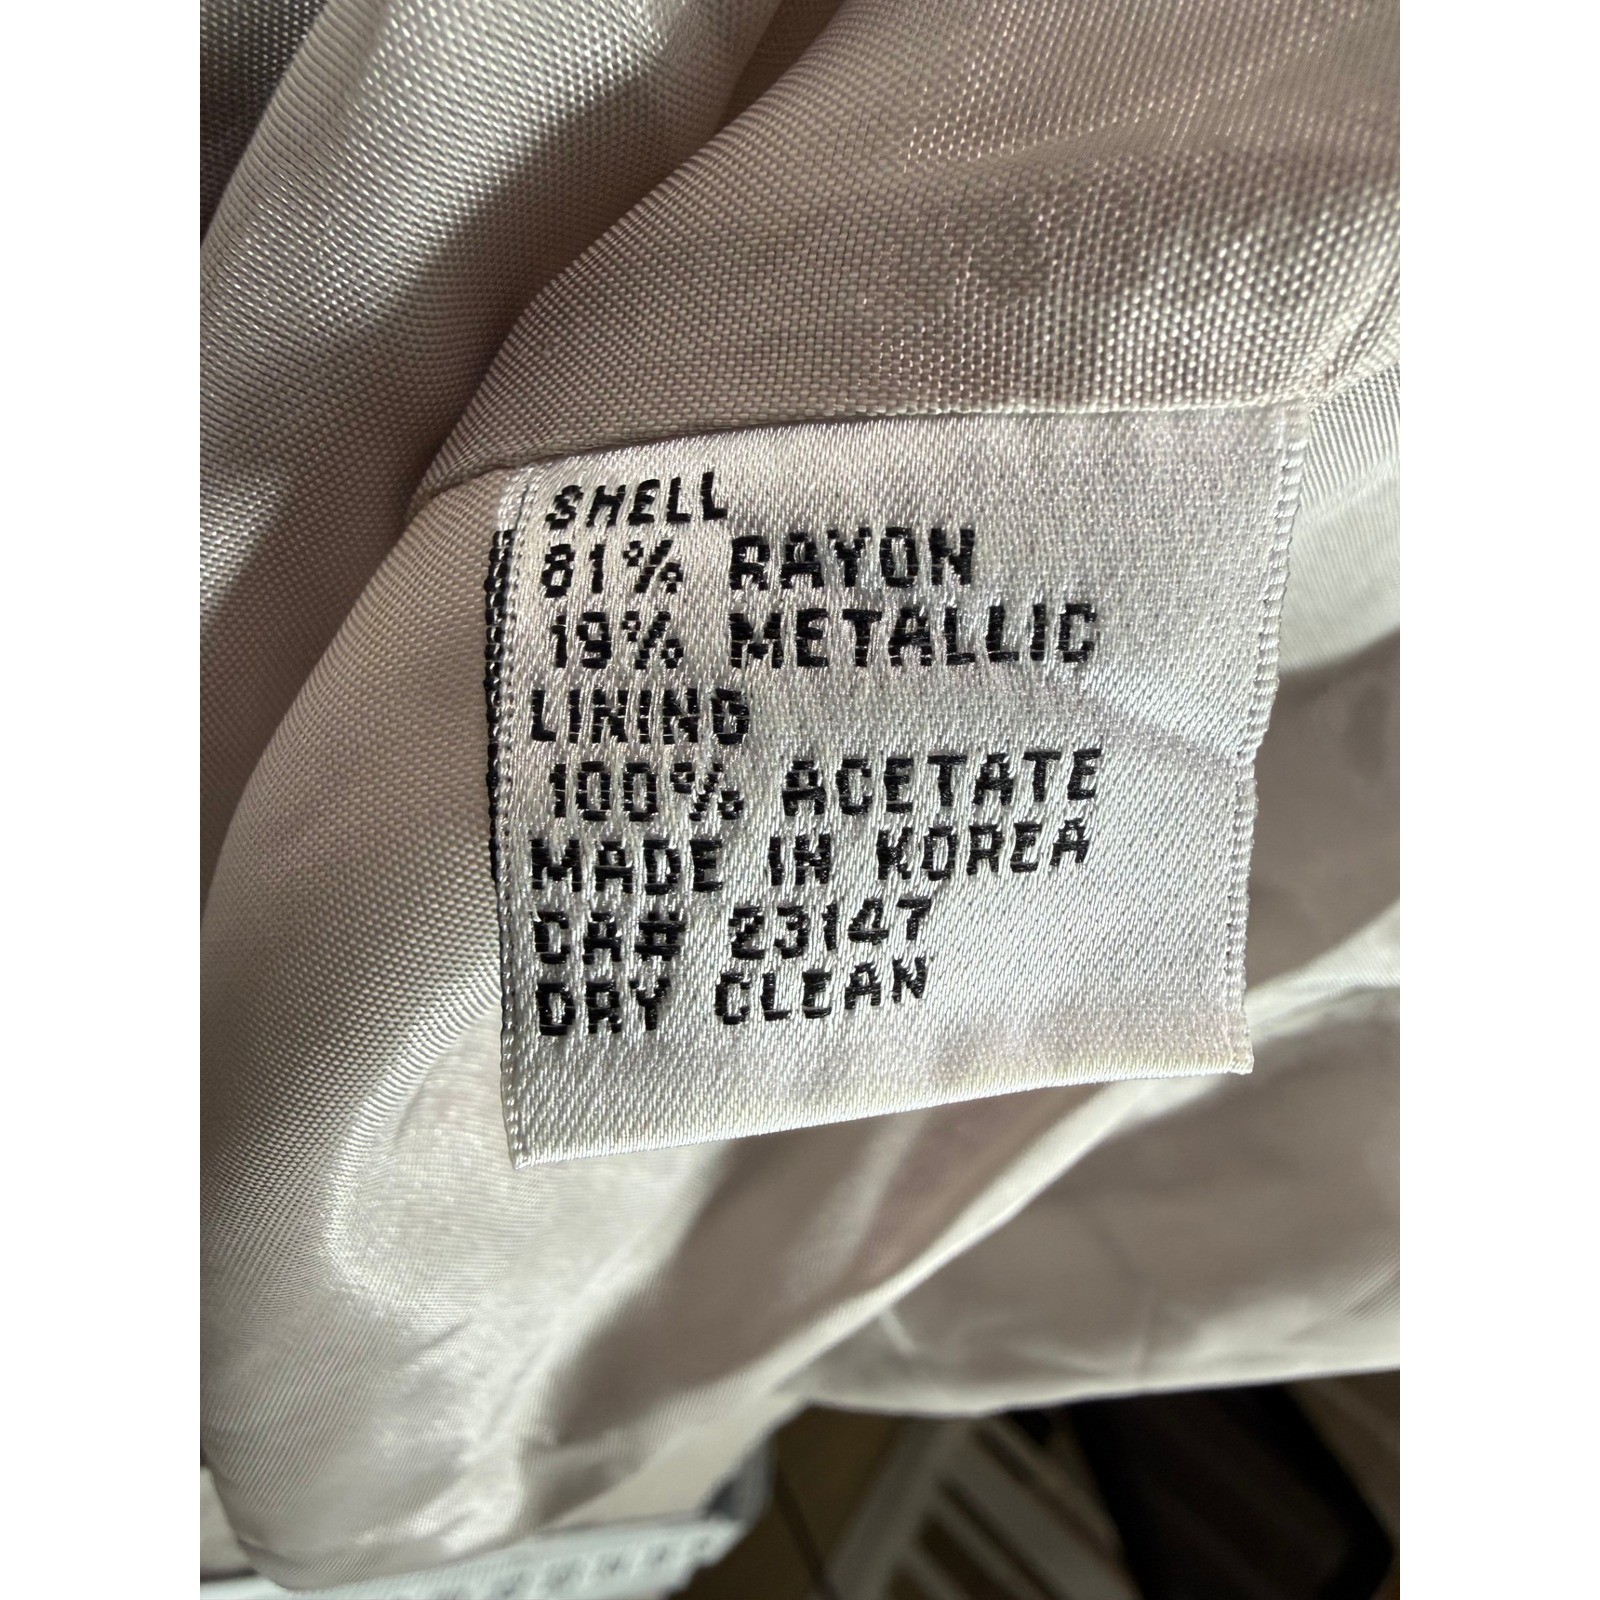 SHELL
81% RAYON
19% METALLIC
LINING
100% ACETATE
MADE IN KOREA
CA# 23147
DRY CLEAN